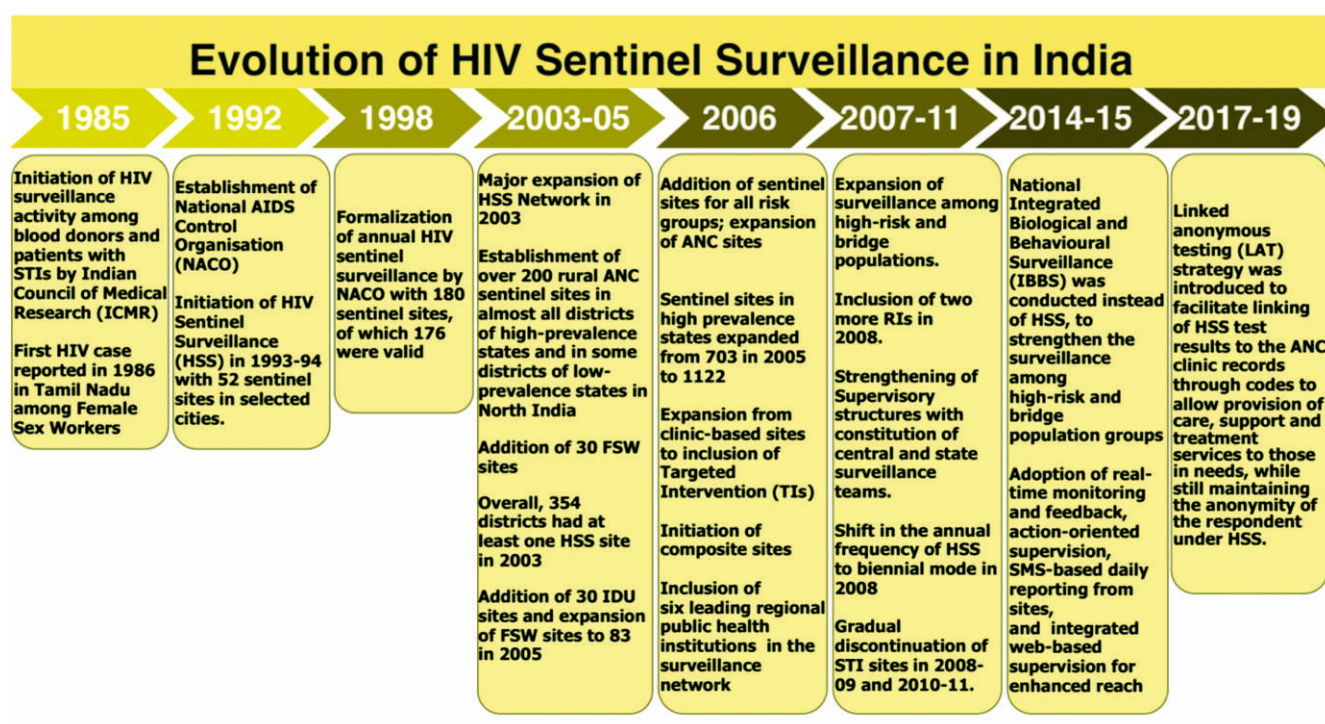 Evolution of HIV Sentinel Surveillance in India
1985
1992
1998
2003-05
2006
2007-11
2014-15
2017-19
Initiation of HIV
surveillance
activity among
blood donors and
patients with
STIs by Indian
Council of Medical
Research (ICMR)
First HIV case
reported in 1986
in Tamil Nadu
among Female
Sex Workers
Establishment of
National AIDS
Control
Organisation
(NACO)
Initiation of HIV
Sentinel
Surveillance
(HSS) in 1993-94
with 52 sentinel
sites in selected
cities.
Formalization
of annual HIV
sentinel
surveillance by
NACO with 180
sentinel sites,
of which 176
were valid
Major expansion of
HSS Network in
2003
Establishment of
over 200 rural ANC
sentinel sites in
almost all districts
of high-prevalence
states and in some
districts of low-
prevalence states in
North India
Addition of 30 FSW
sites
Overall, 354
districts had at
least one HSS site
in 2003
Addition of 30 IDU
sites and expansion
of FSW sites to 83
in 2005
Addition of sentinel
sites for all risk
groups; expansion
of ANC sites
Sentinel sites in
high prevalence
states expanded
from 703 in 2005
to 1122
Expansion from
clinic-based sites
to inclusion of
Targeted
Intervention (TIs)
Initiation of
composite sites
Inclusion of
six leading regional
public health
institutions in the
surveillance
network
Expansion of
surveillance among
high-risk and
bridge
populations.
Inclusion of two
more RIs in
2008.
Strengthening of
Supervisory
structures with
constitution of
central and state
surveillance
teams.
Shift in the annual
frequency of HSS
to biennial mode in
2008
Gradual
discontinuation of
STI sites in 2008-
09 and 2010-11.
National
Integrated
Biological and
Behavioural
Surveillance
(IBBS) was
conducted instead
of HSS, to
strengthen the
surveillance
among
high-risk and
bridge
population groups
Adoption of real-
time monitoring
and feedback,
action-oriented
supervision,
SMS-based daily
reporting from
sites,
and integrated
web-based
supervision for
enhanced reach
Linked
anonymous
testing (LAT)
strategy was
introduced to
facilitate linking
of HSS test
results to the ANC
clinic records
through codes to
allow provision of
care, support and
treatment
services to those
in needs, while
still maintaining
the anonymity of
the respondent
under HSS.